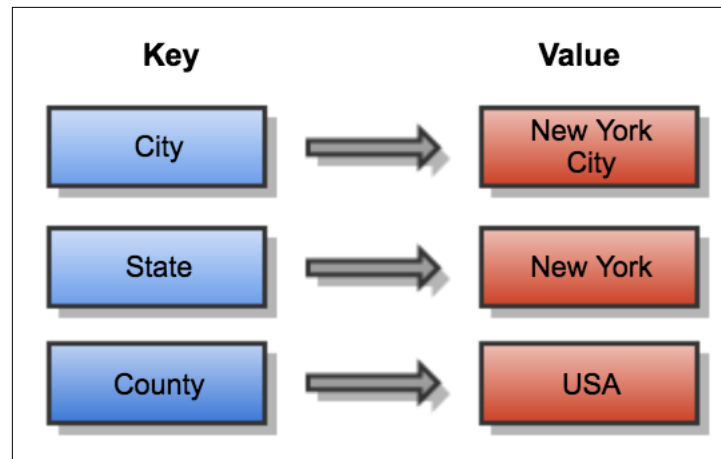 Key
Value
City
New York
City
State
New York
County
USA